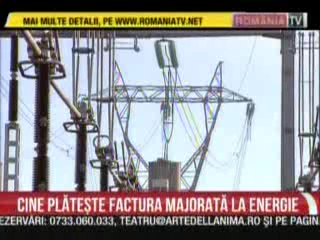 MAI MULTE DETALII, PE WWW.ROMANIATV.NET
ROMÂNIA TV
CINE PLĂTEȘTE FACTURA MAJORATĂ LA ENERGIE
REZERVĂRI: 0733.060.033, TEATRU@ARTEDELLANIMA.RO ȘI PE PAGIN